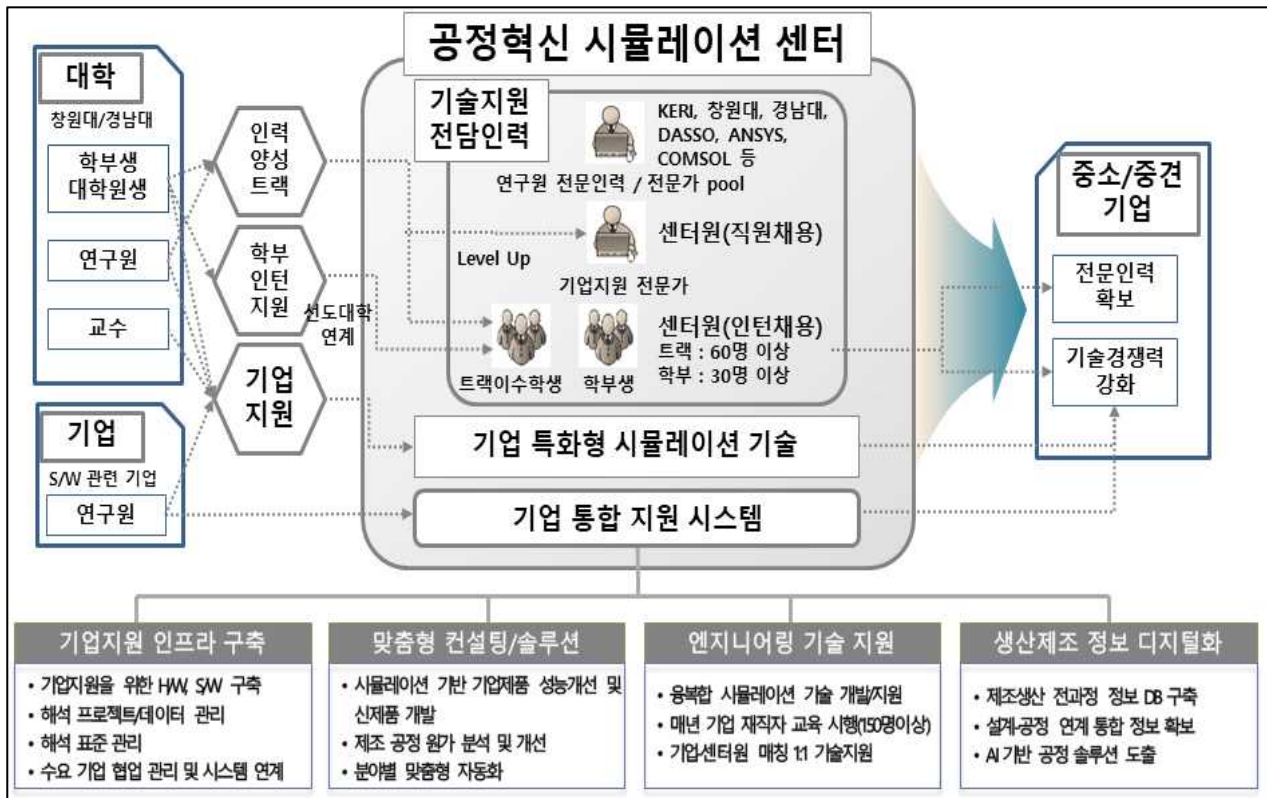 공정혁신 시뮬레이션 센터
대학
창원대/경남대
학부생
대학원생
연구원
교수
기업
S/W 관련 기업
연구원
인력
양성
트랙
학부
인턴
지원
선도대학
연계
기업
지원
기술지원
전담인력
KERI, 창원대, 경남대,
DASSO, ANSYS,
COMSOL 등
연구원 전문인력 / 전문가 pool
센터원(직원채용)
Level Up
기업지원 전문가
센터원(인턴채용)
트랙 : 60명 이상
학부 : 30명 이상
트랙이수학생
학부생
기업 특화형 시뮬레이션 기술
기업 통합 지원 시스템
중소/중견
기업
전문인력
확보
기술경쟁력
강화
기업지원 인프라 구축
• 기업지원을 위한 H/W, S/W 구축
• 해석 프로젝트/데이터 관리
• 해석 표준 관리
• 수요 기업 협업 관리 및 시스템 연계
맞춤형 컨설팅/솔루션
• 시뮬레이션 기반 기업제품 성능개선 및
신제품 개발
• 제조 공정 원가 분석 및 개선
• 분야별 맞춤형 자동화
엔지니어링 기술 지원
• 융복합 시뮬레이션 기술 개발/지원
• 매년 기업 재직자 교육 시행(150명이상)
• 기업-센터원 매칭 1:1 기술지원
생산제조 정보 디지털화
• 제조생산 전과정 정보 DB 구축
• 설계-공정 연계 통합 정보 확보
• AI 기반 공정 솔루션 도출